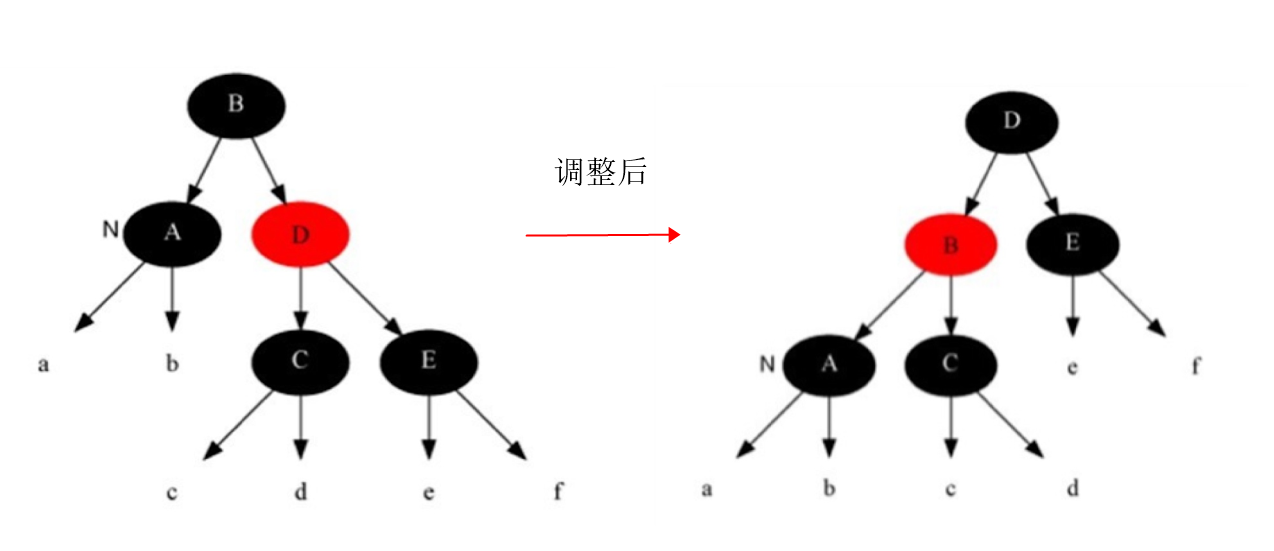 B
D
调整后
N A D
B E
a b C E
N A C e f
c d e f
a b c d